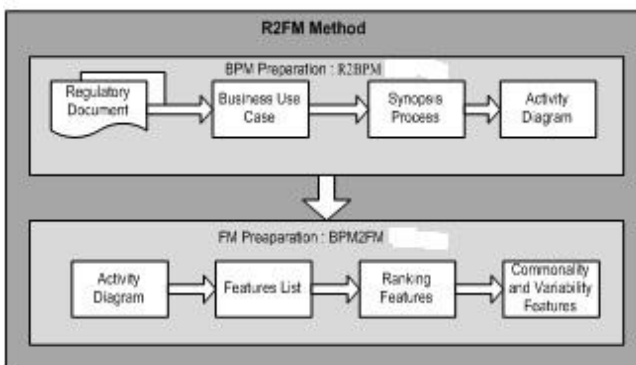 R2FM Method
BPM Preparation : R2BPM
Regulatory
Document
Business Use
Case
Synopsis
Process
Activity
Diagram
FM Preaparation : BPM2FM
Activity
Diagram
Features List
Ranking
Features
Commonality
and Variability
Features